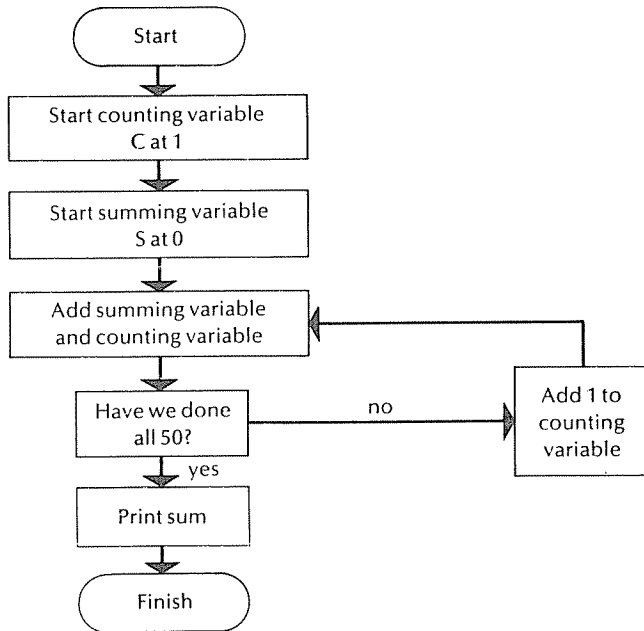 Start
Start counting variable
C at 1
Start summing variable
S at 0
Add summing variable
and counting variable
Have we done
all 50?
no
Add 1 to
counting
variable
yes
Print sum
Finish